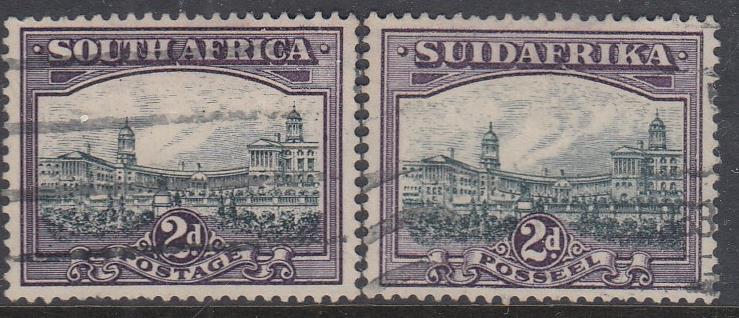 · SOUTH AFRICA ·
2d
POSTAGE
· SUIDAFRIKA ·
2d
POSSEEL